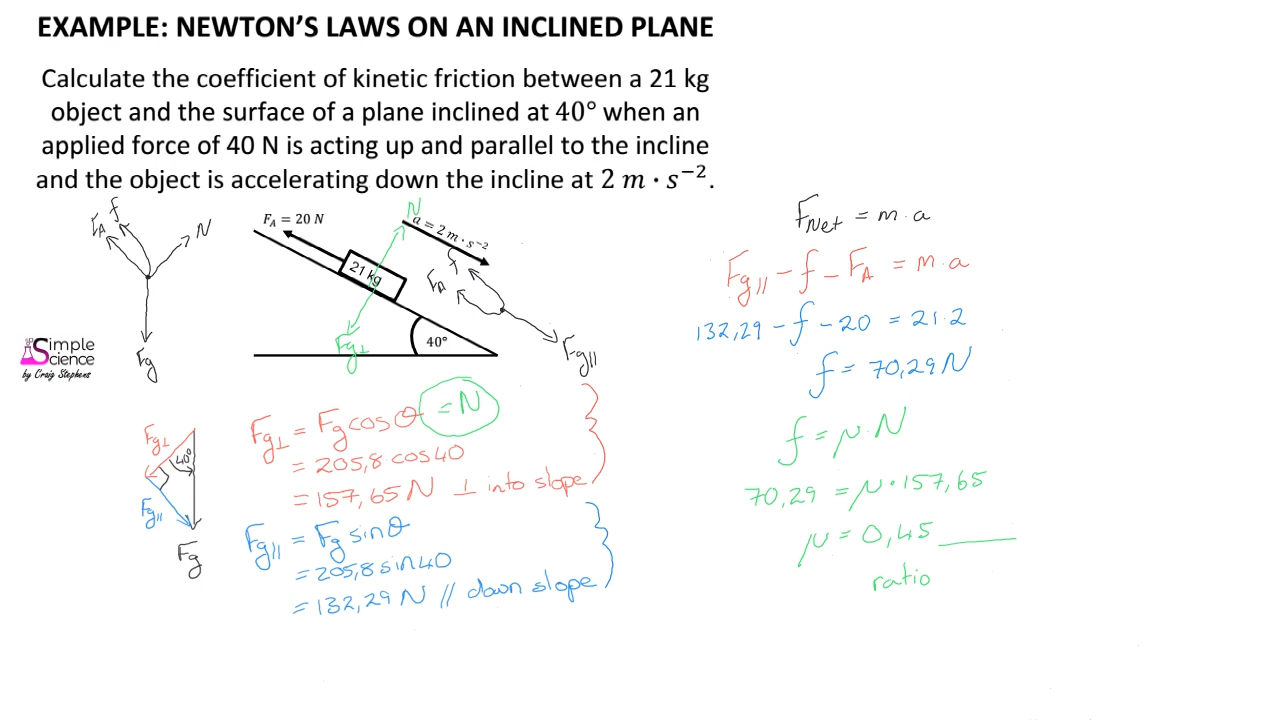 EXAMPLE: NEWTON’S LAWS ON AN INCLINED PLANE
Calculate the coefficient of kinetic friction between a 21 kg
object and the surface of a plane inclined at 40° when an
applied force of 40 N is acting up and parallel to the incline
and the object is accelerating down the incline at 2 m · s⁻².
f
F_A
N
Fg
F_A = 20 N
N
a = 2 m · s⁻²
21 kg
f
F_A
Fg⊥
40°
Fg//
Simple
Science
by Craig Stephens
Fg⊥
40°
Fg//
Fg
Fg⊥ = Fg cos θ = N
= 205,8 cos 40
= 157,65 N ⊥ into slope
Fg// = Fg sin θ
= 205,8 sin 40
= 132,29 N // down slope
F_Net = m.a
Fg// - f - F_A = m.a
132,29 - f - 20 = 21.2
f = 70,29 N
f = μ.N
70,29 = μ · 157,65
μ = 0,45
ratio